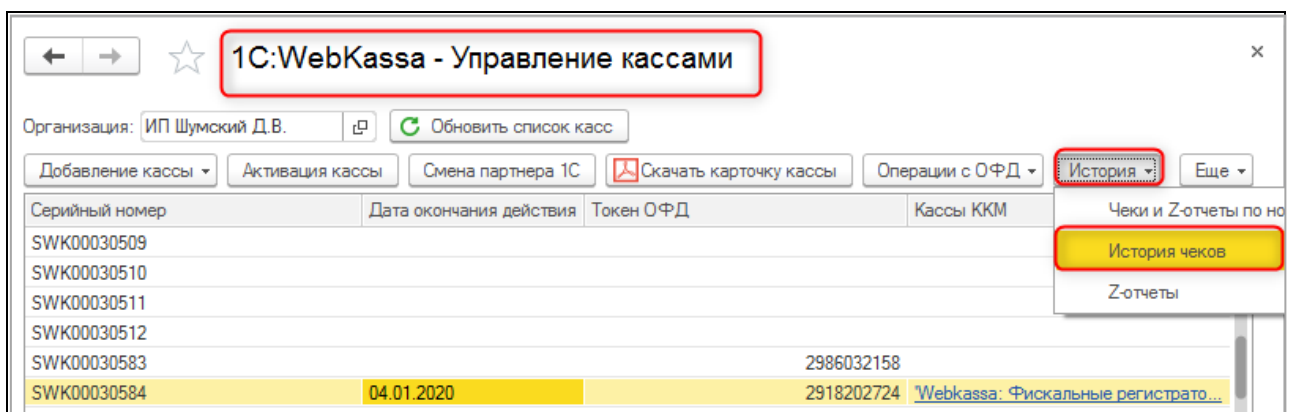 1C:WebKassa - Управление кассами
Организация: ИП Шумский Д.В. Обновить список касс
Добавление кассы Активация кассы Смена партнера 1С Скачать карточку кассы Операции с ОФД История Еще
Серийный номер Дата окончания действия Токен ОФД Кассы ККМ Чеки и Z-отчеты по но
SWK00030509
История чеков
SWK00030510
SWK00030511
Z-отчеты
SWK00030512
SWK00030583 2986032158
SWK00030584 04.01.2020 2918202724 'Webkassa: Фискальные регистрато...